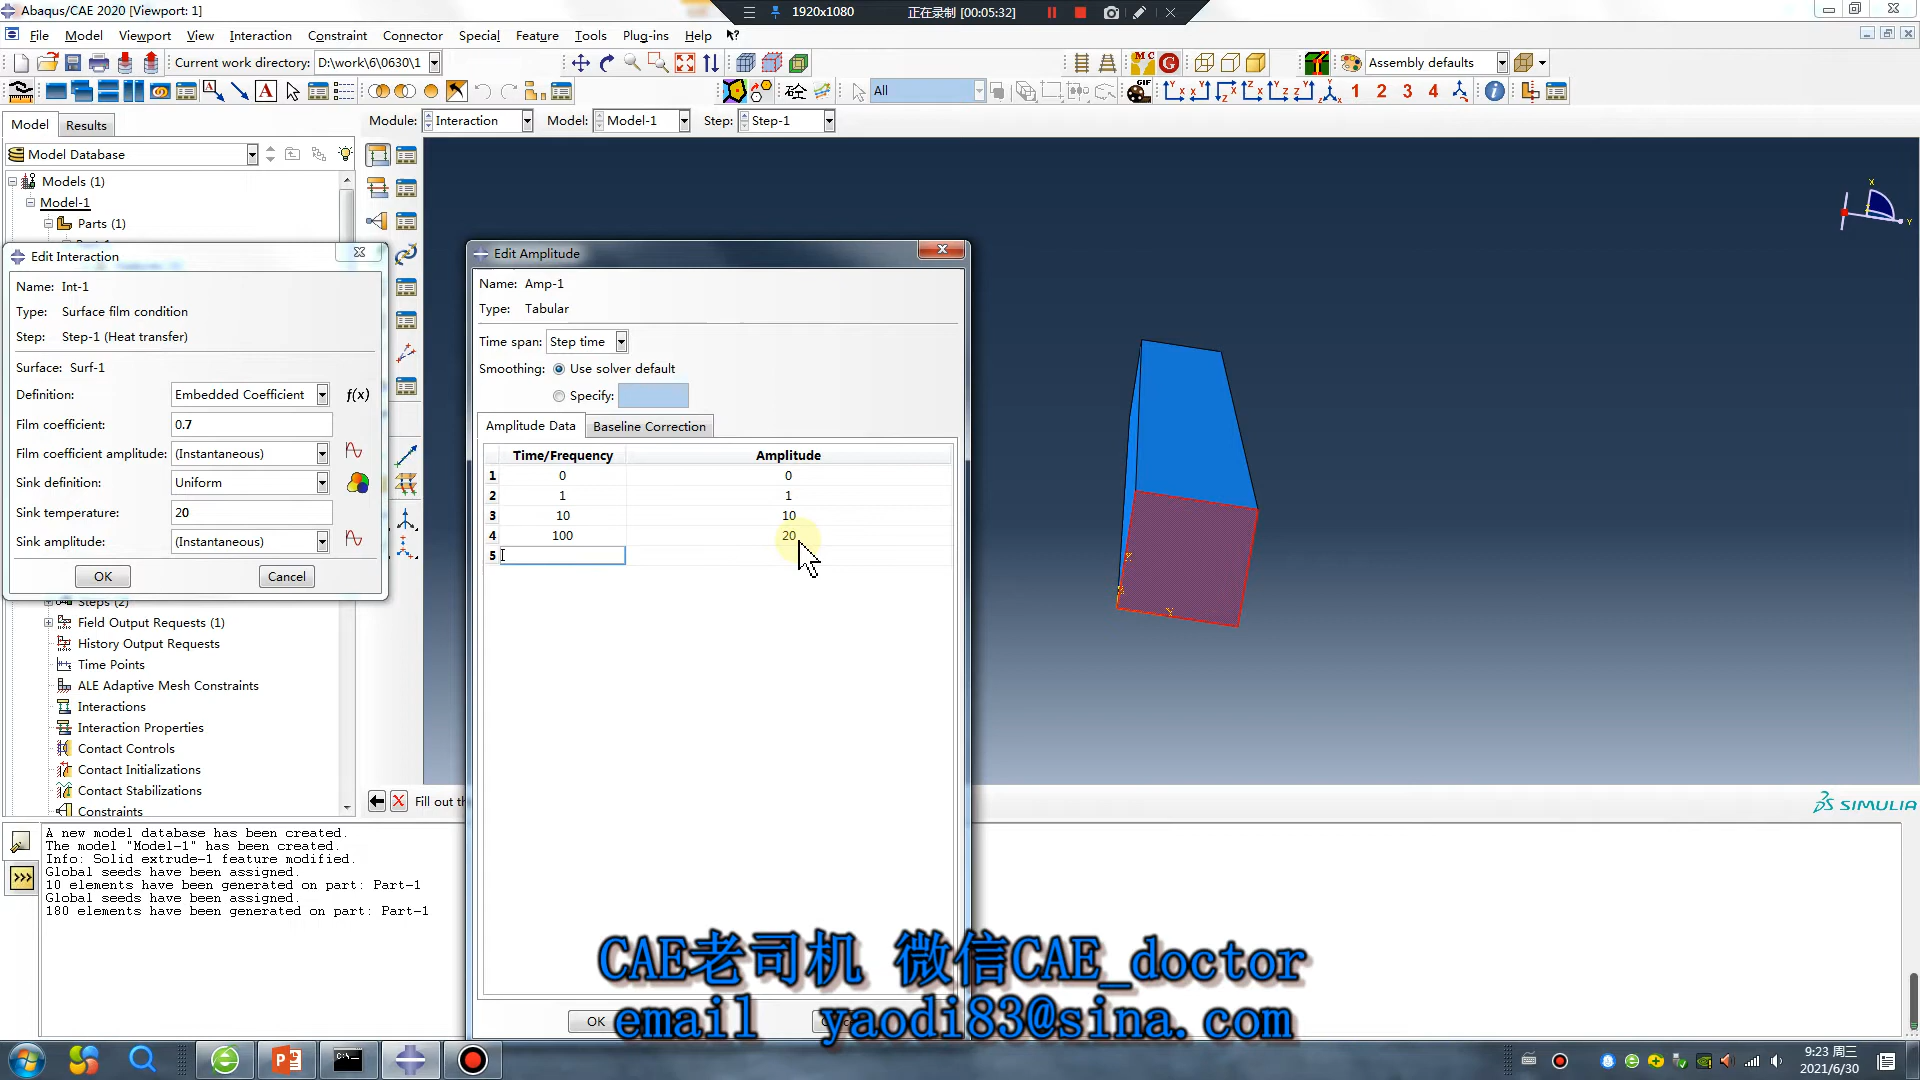 Abaqus/CAE 2020 [Viewport: 1]
1920x1080
正在录制 [00:05:32]
File Model Viewport View Interaction Constraint Connector Special Feature Tools Plug-ins Help
Current work directory: D:\work\6\0630\1
Assembly defaults
All
1 2 3 4
Model Results
Module: Interaction Model: Model-1 Step: Step-1
Model Database
Models (1)
Model-1
Parts (1)
Edit Interaction
Name: Int-1
Type: Surface film condition
Step: Step-1 (Heat transfer)
Surface: Surf-1
Definition: Embedded Coefficient f(x)
Film coefficient: 0.7
Film coefficient amplitude: (Instantaneous)
Sink definition: Uniform
Sink temperature: 20
Sink amplitude: (Instantaneous)
OK Cancel
Steps (2)
Field Output Requests (1)
History Output Requests
Time Points
ALE Adaptive Mesh Constraints
Interactions
Interaction Properties
Contact Controls
Contact Initializations
Contact Stabilizations
Constraints
Edit Amplitude
Name: Amp-1
Type: Tabular
Time span: Step time
Smoothing: Use solver default
Specify:
Amplitude Data Baseline Correction
Time/Frequency Amplitude
1 0 0
2 1 1
3 10 10
4 100 20
5
OK
Fill out th
SIMULIA
A new model database has been created.
The model "Model-1" has been created.
Info: Solid extrude-1 feature modified.
Global seeds have been assigned.
10 elements have been generated on part: Part-1
Global seeds have been assigned.
180 elements have been generated on part: Part-1
CAE老司机 微信CAE_doctor
email yaodi83@sina.com
9:23 周三
2021/6/30